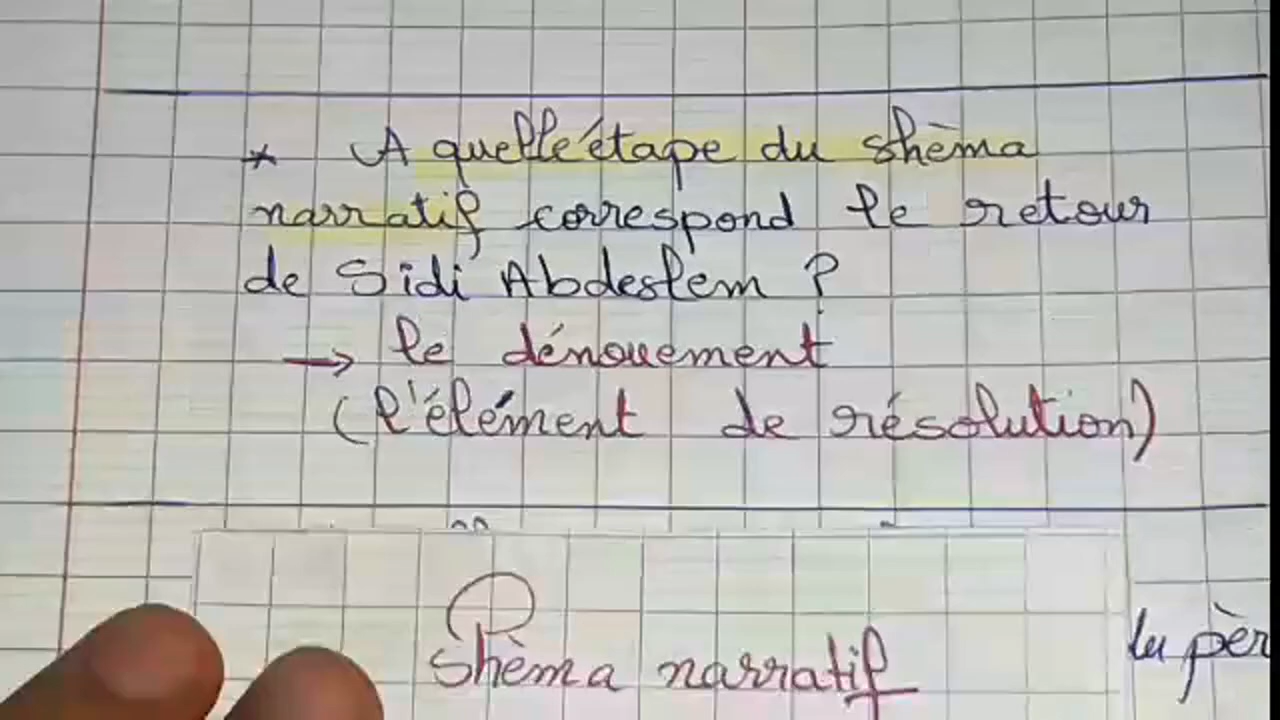 * A quelle étape du shèma
narratif correspond le retour
de Sidi Abdeslem ?
→ le dénouement
(l'élément de résolution)
Shèma narratif
du pèr